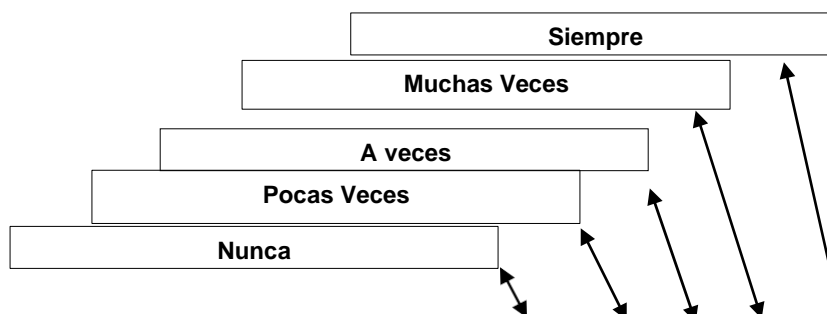 Siempre
Muchas Veces
A veces
Pocas Veces
Nunca